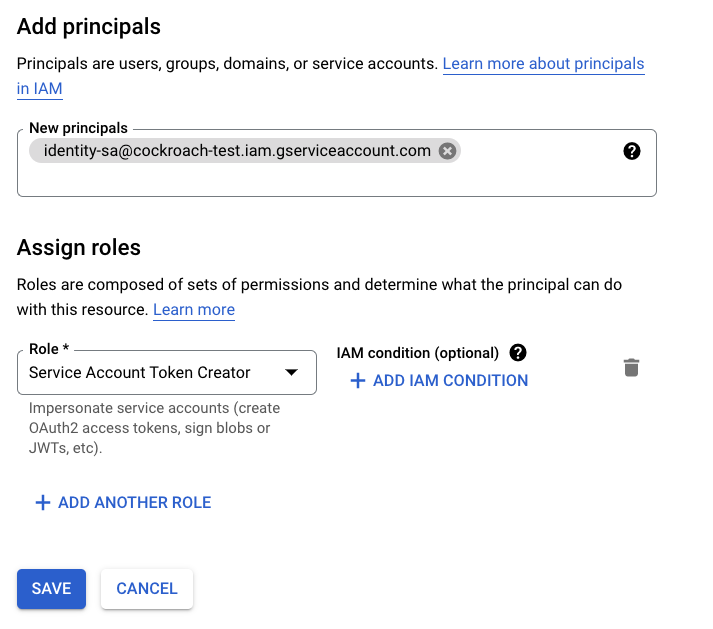 Add principals
Principals are users, groups, domains, or service accounts. Learn more about principals
in IAM
New principals
identity-sa@cockroach-test.iam.gserviceaccount.com
Assign roles
Roles are composed of sets of permissions and determine what the principal can do
with this resource. Learn more
Role *
Service Account Token Creator
IAM condition (optional)
+ ADD IAM CONDITION
Impersonate service accounts (create
OAuth2 access tokens, sign blobs or
JWTs, etc).
+ ADD ANOTHER ROLE
SAVE
CANCEL